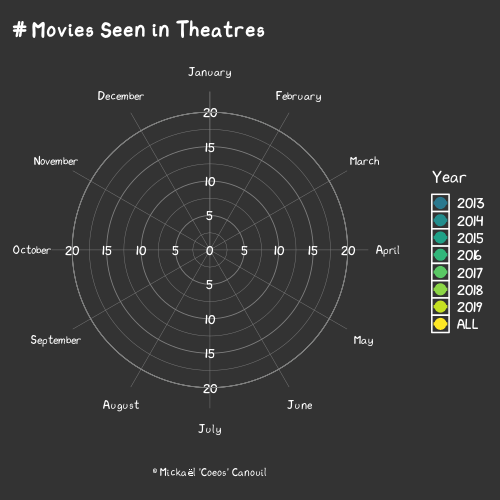 # Movies Seen in Theatres
January
December February
20
November 15 March
10
5
October 20 15 10 5 0 5 10 15 20 April
5
10
September May
15
20
August June
July
Year
2013
2014
2015
2016
2017
2018
2019
ALL
© Mickaël 'Coeos' Canouil